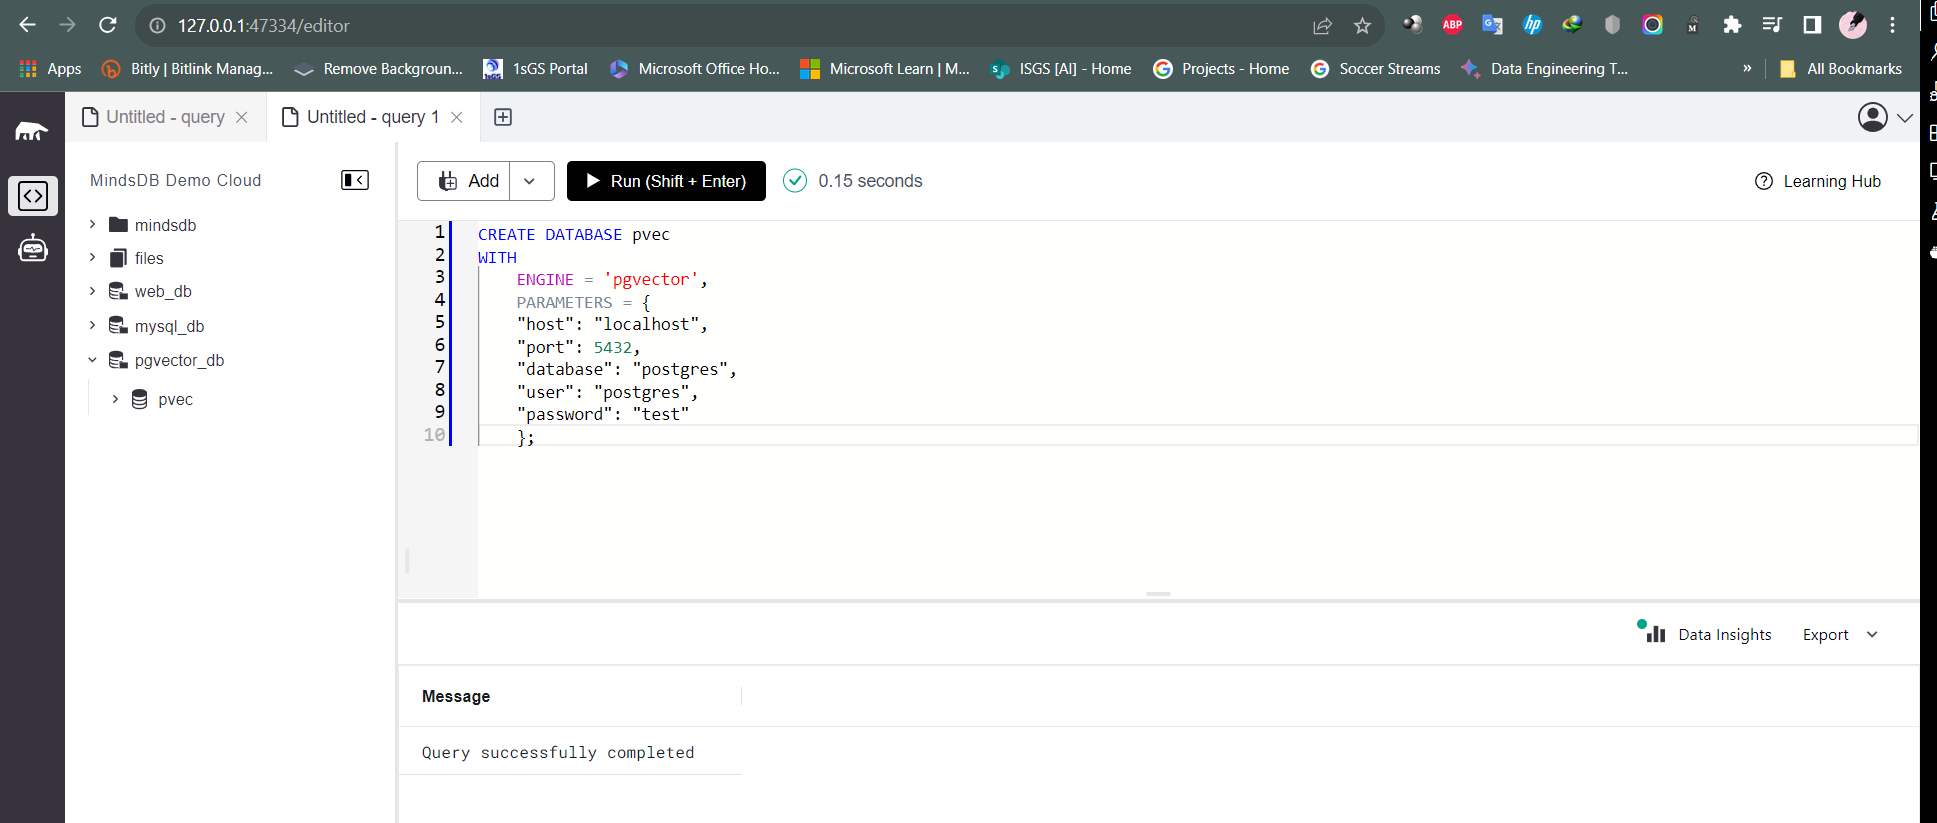 127.0.0.1:47334/editor
Apps
Bitly | Bitlink Manag...
Remove Backgroun...
1sGS Portal
Microsoft Office Ho...
Microsoft Learn | M...
ISGS [AI] - Home
Projects - Home
Soccer Streams
Data Engineering T...
»
All Bookmarks
Untitled - query
Untitled - query 1
MindsDB Demo Cloud
mindsdb
files
web_db
mysql_db
pgvector_db
pvec
Add
Run (Shift + Enter)
0.15 seconds
Learning Hub
1 CREATE DATABASE pvec
2 WITH
3 ENGINE = 'pgvector',
4 PARAMETERS = {
5 "host": "localhost",
6 "port": 5432,
7 "database": "postgres",
8 "user": "postgres",
9 "password": "test"
10 };
Data Insights
Export
Message
Query successfully completed